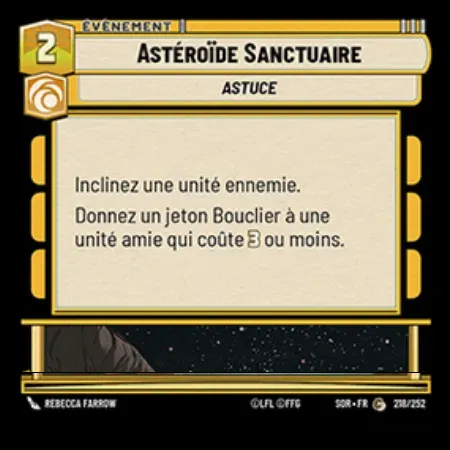 ÉVÉNEMENT
2
ASTÉROÏDE SANCTUAIRE
ASTUCE
Inclinez une unité ennemie.
Donnez un jeton Bouclier à une
unité amie qui coûte 3 ou moins.
REBECCA FARROW ©LFL ©FFG SOR • FR C 218/252